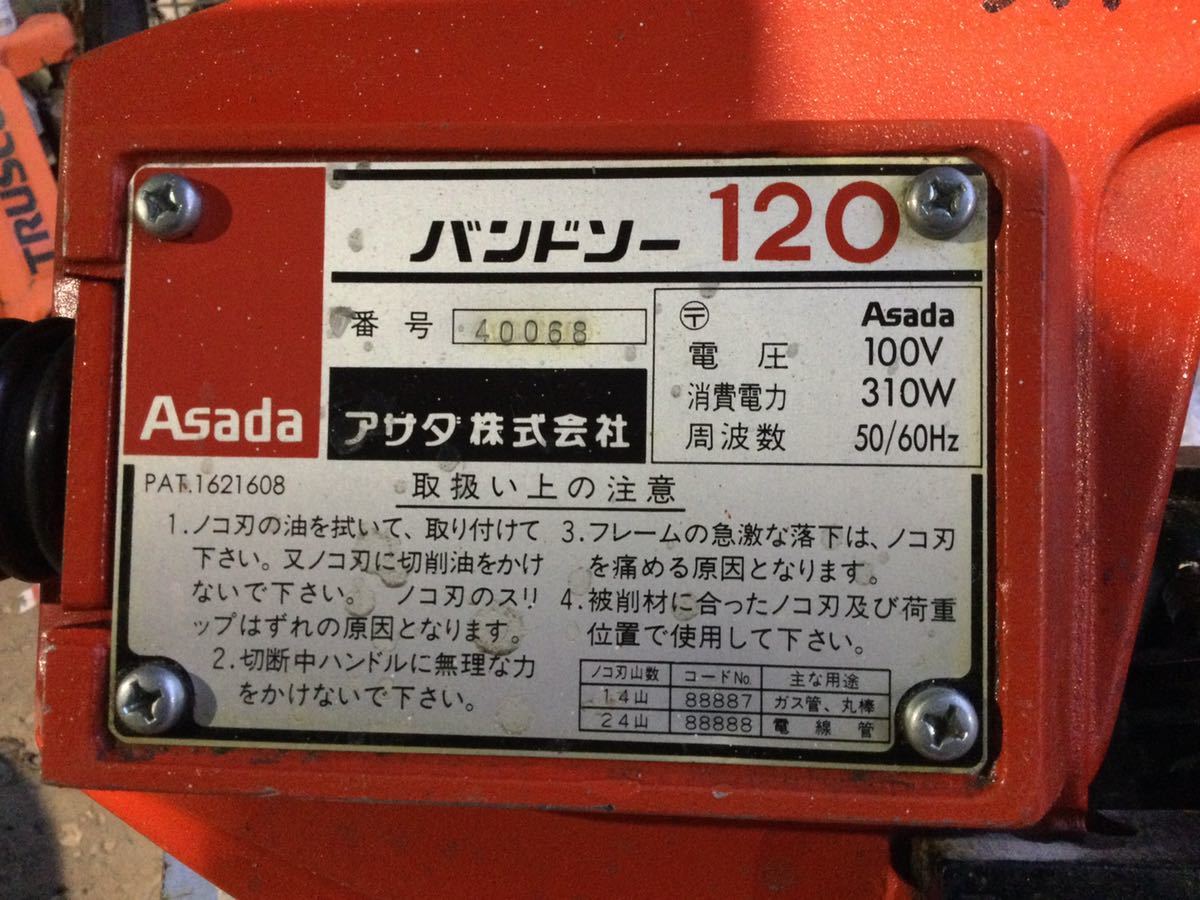 TRUSCO
バンドソー 120
番号 40068
Asada
アサダ 株式会社
〒 Asada
電圧 100V
消費電力 310W
周波数 50/60Hz
PAT.1621608
取扱い上の注意
1.ノコ刃の油を拭いて、取り付けて
下さい。又ノコ刃に切削油をかけ
ないで下さい。 ノコ刃のスリ
ップはずれの原因となります。
2.切断中ハンドルに無理な力
をかけないで下さい。
3.フレームの急激な落下は、ノコ刃
を痛める原因となります。
4.被削材に合ったノコ刃及び荷重
位置で使用して下さい。
ノコ刃山数 コードNo. 主な用途
14山 88887 ガス管、丸棒
24山 88888 電線管